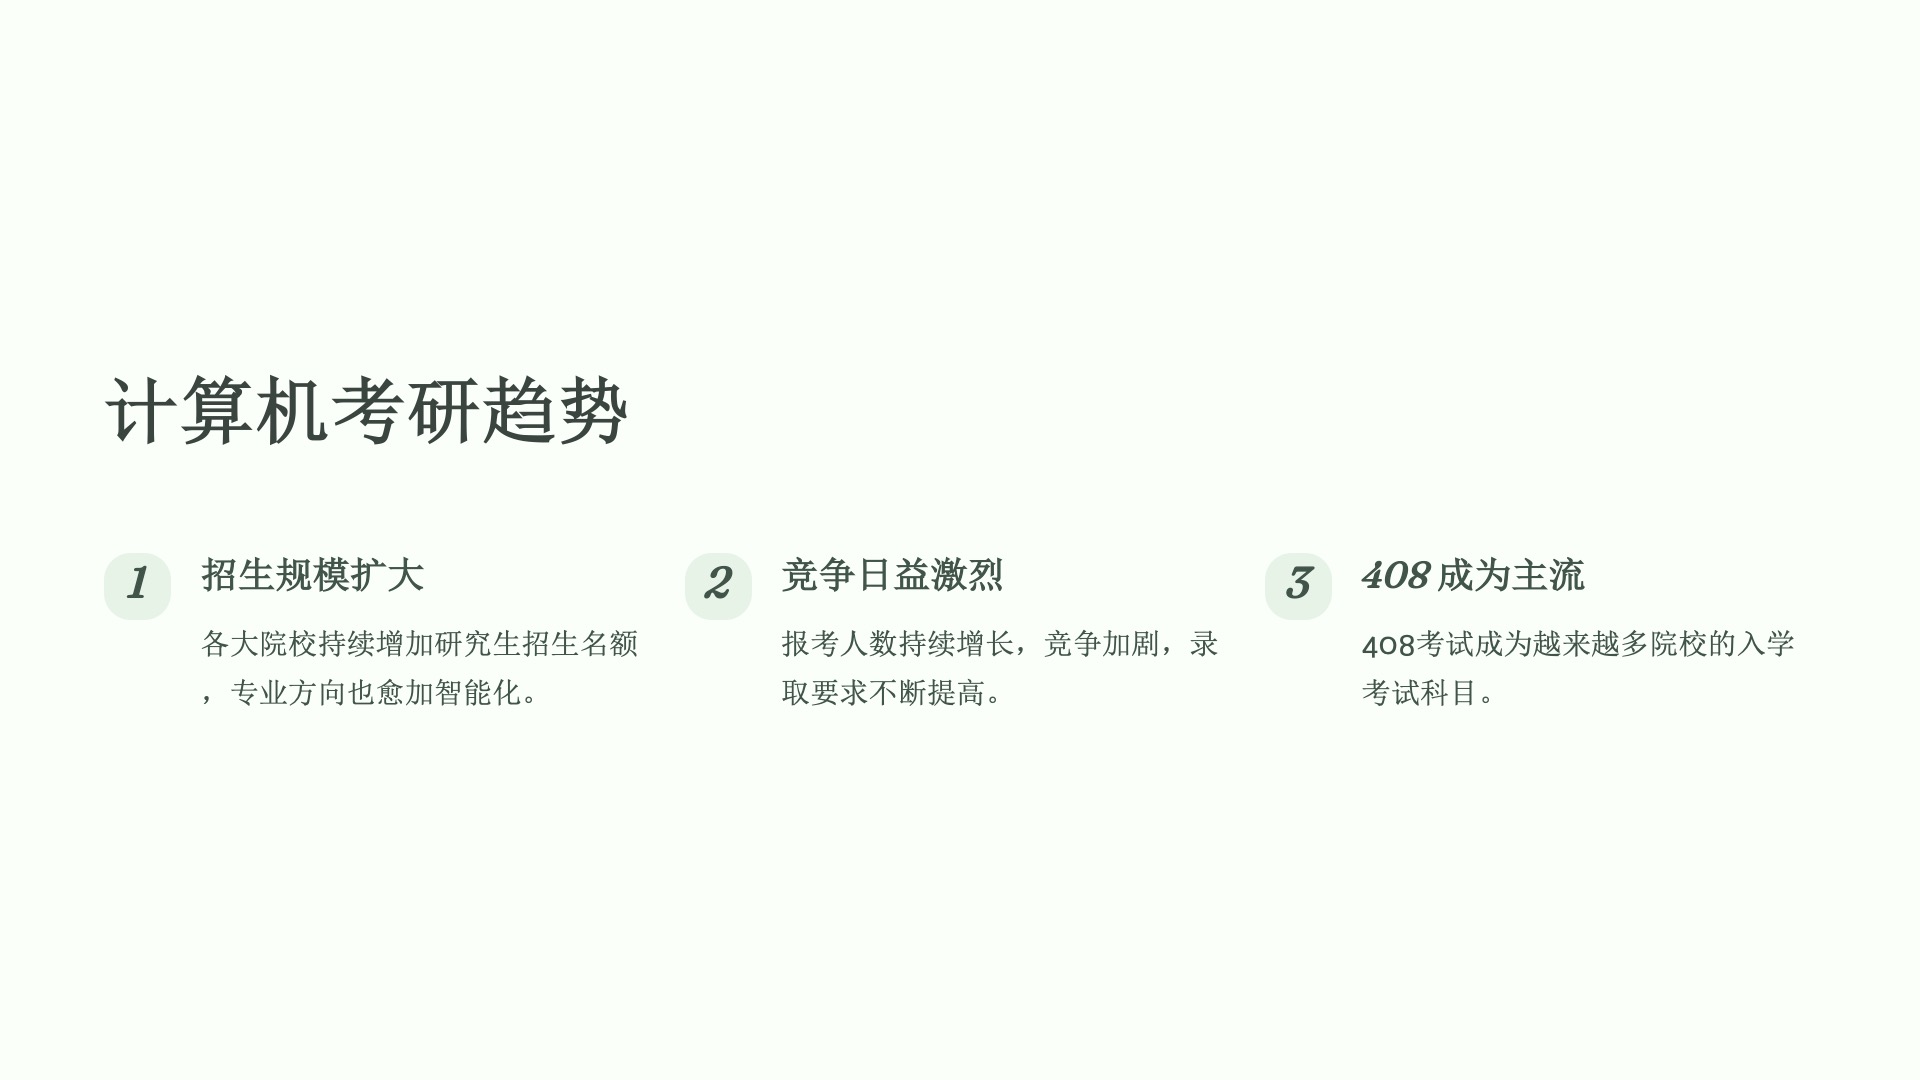 计算机考研趋势
1
招生规模扩大
各大院校持续增加研究生招生名额
，专业方向也愈加智能化。
2
竞争日益激烈
报考人数持续增长，竞争加剧，录
取要求不断提高。
3
408 成为主流
408考试成为越来越多院校的入学
考试科目。